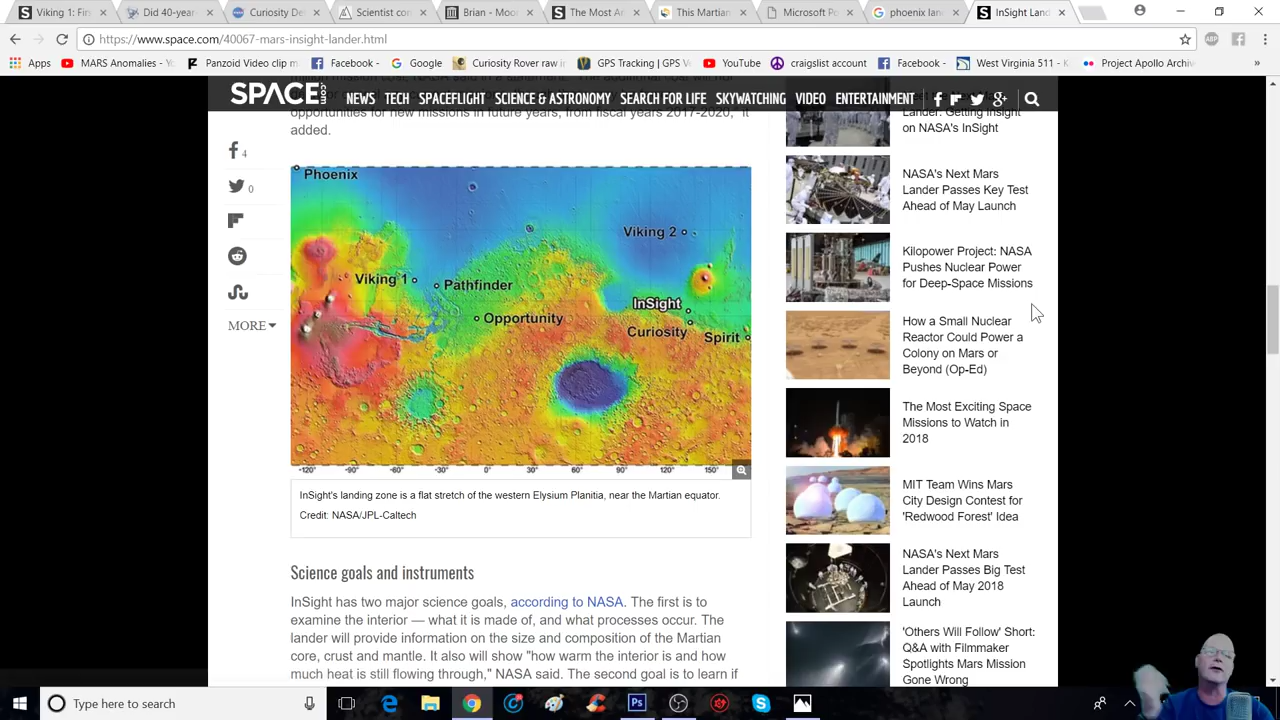 Viking 1: First
Did 40-year-
Curiosity De
Scientist con
Brian - Moo
The Most Ar
This Martian
Microsoft Po
phoenix lan
InSight Land
https://www.space.com/40067-mars-insight-lander.html
ABP
MARS Anomalies - Yo
Panzoid Video clip m
Facebook -
Google
Curiosity Rover raw in
GPS Tracking | GPS Ve
YouTube
craigslist account
Facebook -
West Virginia 511 - K
Project Apollo Archiv
SPACE.com
NEWS TECH SPACEFLIGHT SCIENCE & ASTRONOMY SEARCH FOR LIFE SKYWATCHING VIDEO ENTERTAINMENT
opportunities for new missions in future years, from fiscal years 2017-2020," it
added.
4
0
MORE
Phoenix
Viking 2
Viking 1
Pathfinder
InSight
Opportunity
Curiosity
Spirit
-120° -90° -60° -30° 0° 30° 60° 90° 120° 150°
InSight's landing zone is a flat stretch of the western Elysium Planitia, near the Martian equator.
Credit: NASA/JPL-Caltech
Science goals and instruments
InSight has two major science goals, according to NASA. The first is to
examine the interior — what it is made of, and what processes occur. The
lander will provide information on the size and composition of the Martian
core, crust and mantle. It also will show "how warm the interior is and how
much heat is still flowing through," NASA said. The second goal is to learn if
Lander: Getting Insight
on NASA's InSight
NASA's Next Mars
Lander Passes Key Test
Ahead of May Launch
Kilopower Project: NASA
Pushes Nuclear Power
for Deep-Space Missions
How a Small Nuclear
Reactor Could Power a
Colony on Mars or
Beyond (Op-Ed)
The Most Exciting Space
Missions to Watch in
2018
MIT Team Wins Mars
City Design Contest for
'Redwood Forest' Idea
NASA's Next Mars
Lander Passes Big Test
Ahead of May 2018
Launch
'Others Will Follow' Short:
Q&A with Filmmaker
Spotlights Mars Mission
Gone Wrong
Type here to search